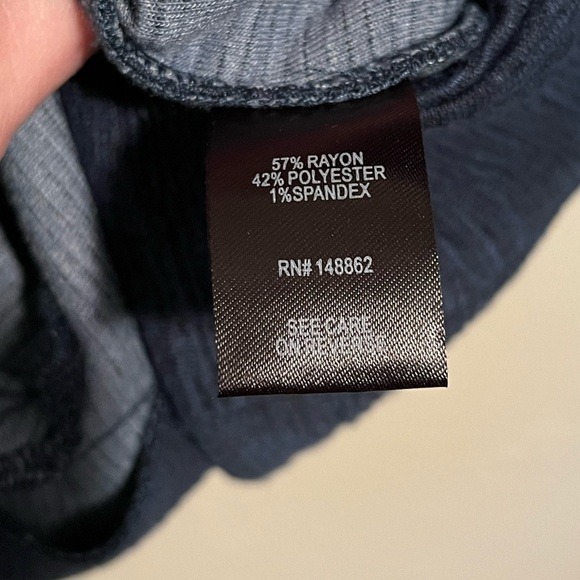 57% RAYON
42% POLYESTER
1%SPANDEX
RN# 148862
SEE CARE
ON REVERSE